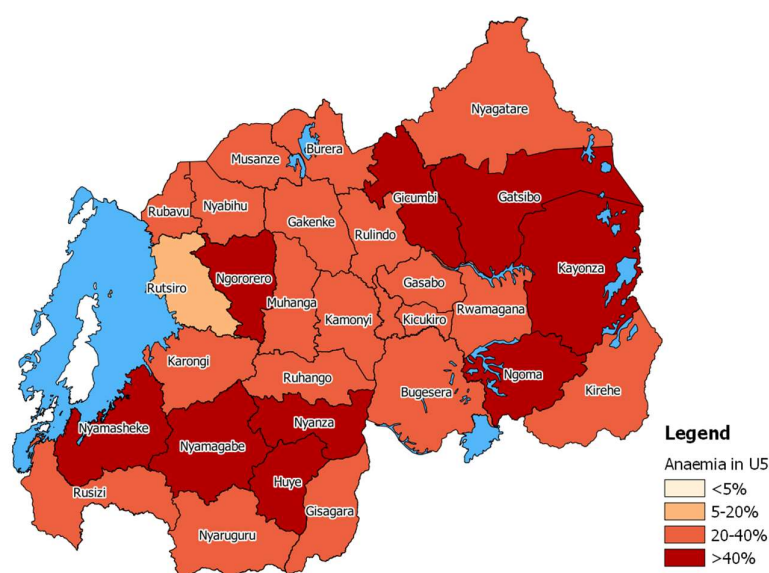 Nyagatare
Burera
Musanze
Gicumbi
Gatsibo
Rubavu
Nyabihu
Gakenke
Rulindo
Kayonza
Ngororero
Gasabo
Rutsiro
Muhanga
Kamonyi
Kicukiro
Rwamagana
Karongi
Ruhango
Bugesera
Ngoma
Kirehe
Nyamasheke
Nyamagabe
Nyanza
Huye
Rusizi
Gisagara
Nyaruguru
Legend
Anaemia in U5
<5%
5-20%
20-40%
>40%